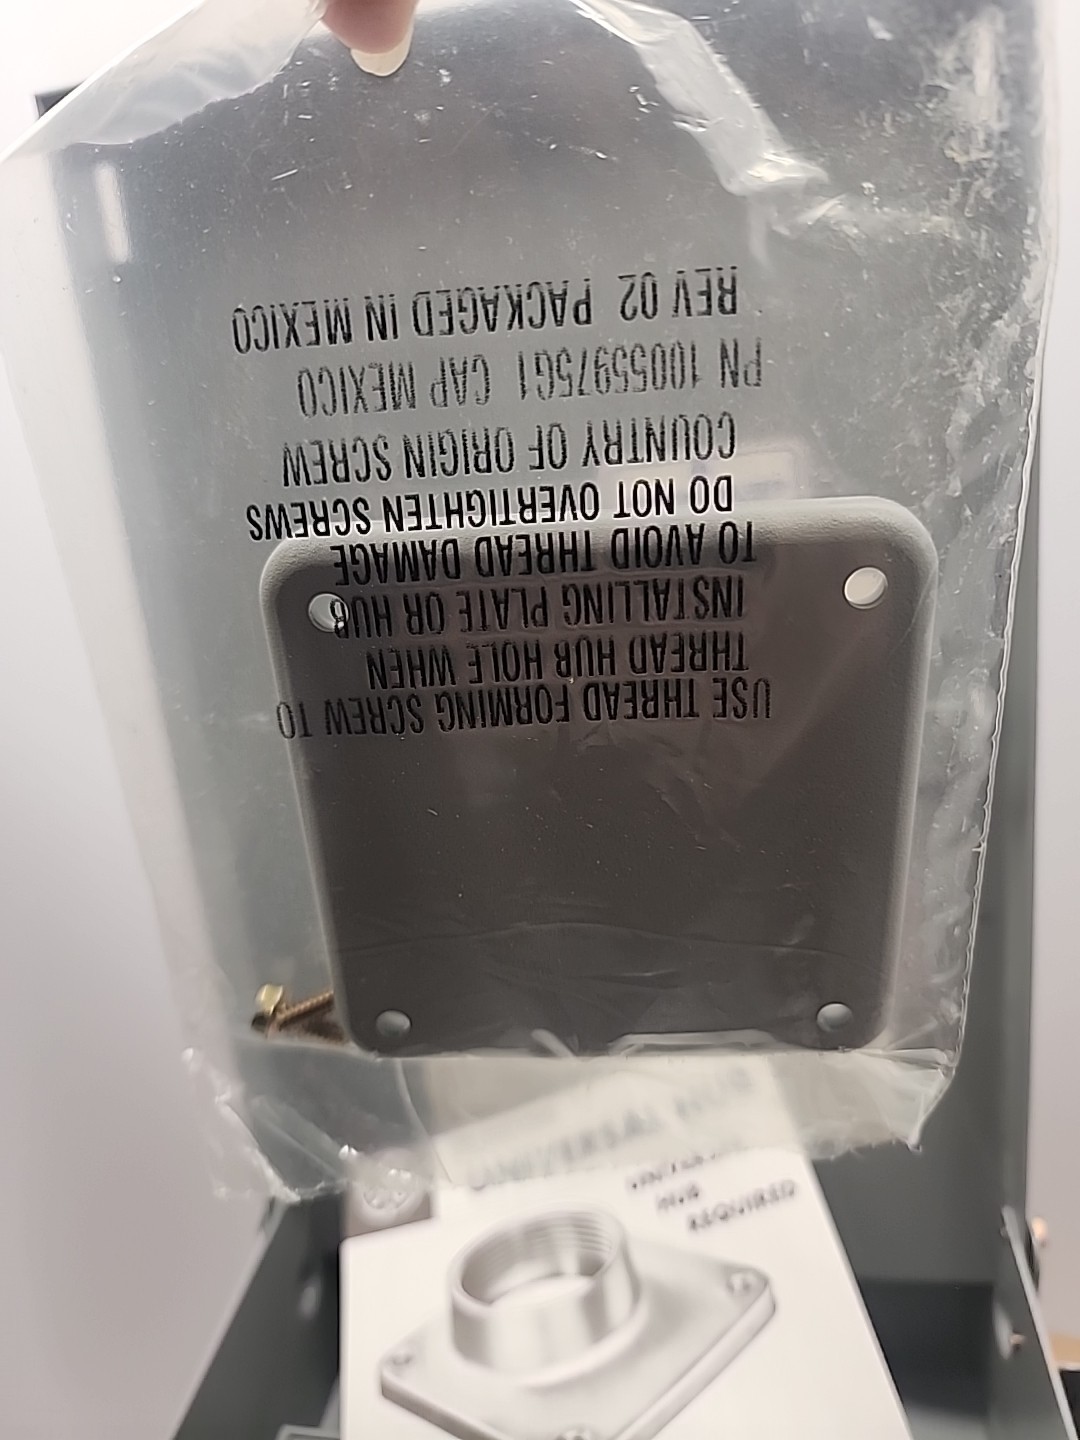 USE THREAD FORMING SCREW TO
THREAD HUB HOLE WHEN
INSTALLING PLATE OR HUB
TO AVOID THREAD DAMAGE
DO NOT OVERTIGHTEN SCREWS
COUNTRY OF ORIGIN SCREW
PN 10055975G1 CAP MEXICO
REV 02 PACKAGED IN MEXICO
UNIVERSAL HUB
HUB
REQUIRED